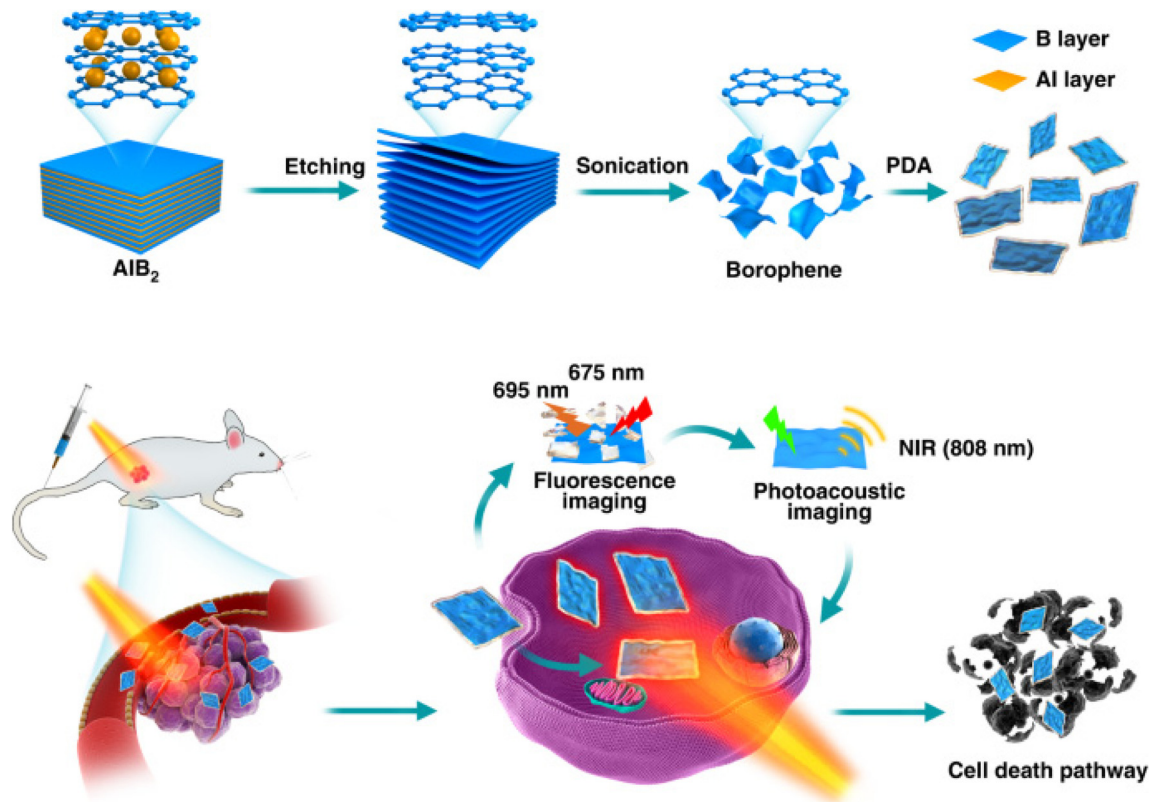 B layer
Al layer
Etching
Sonication
PDA
AlB₂
Borophene
675 nm
695 nm
NIR (808 nm)
Fluorescence
imaging
Photoacoustic
imaging
Cell death pathway